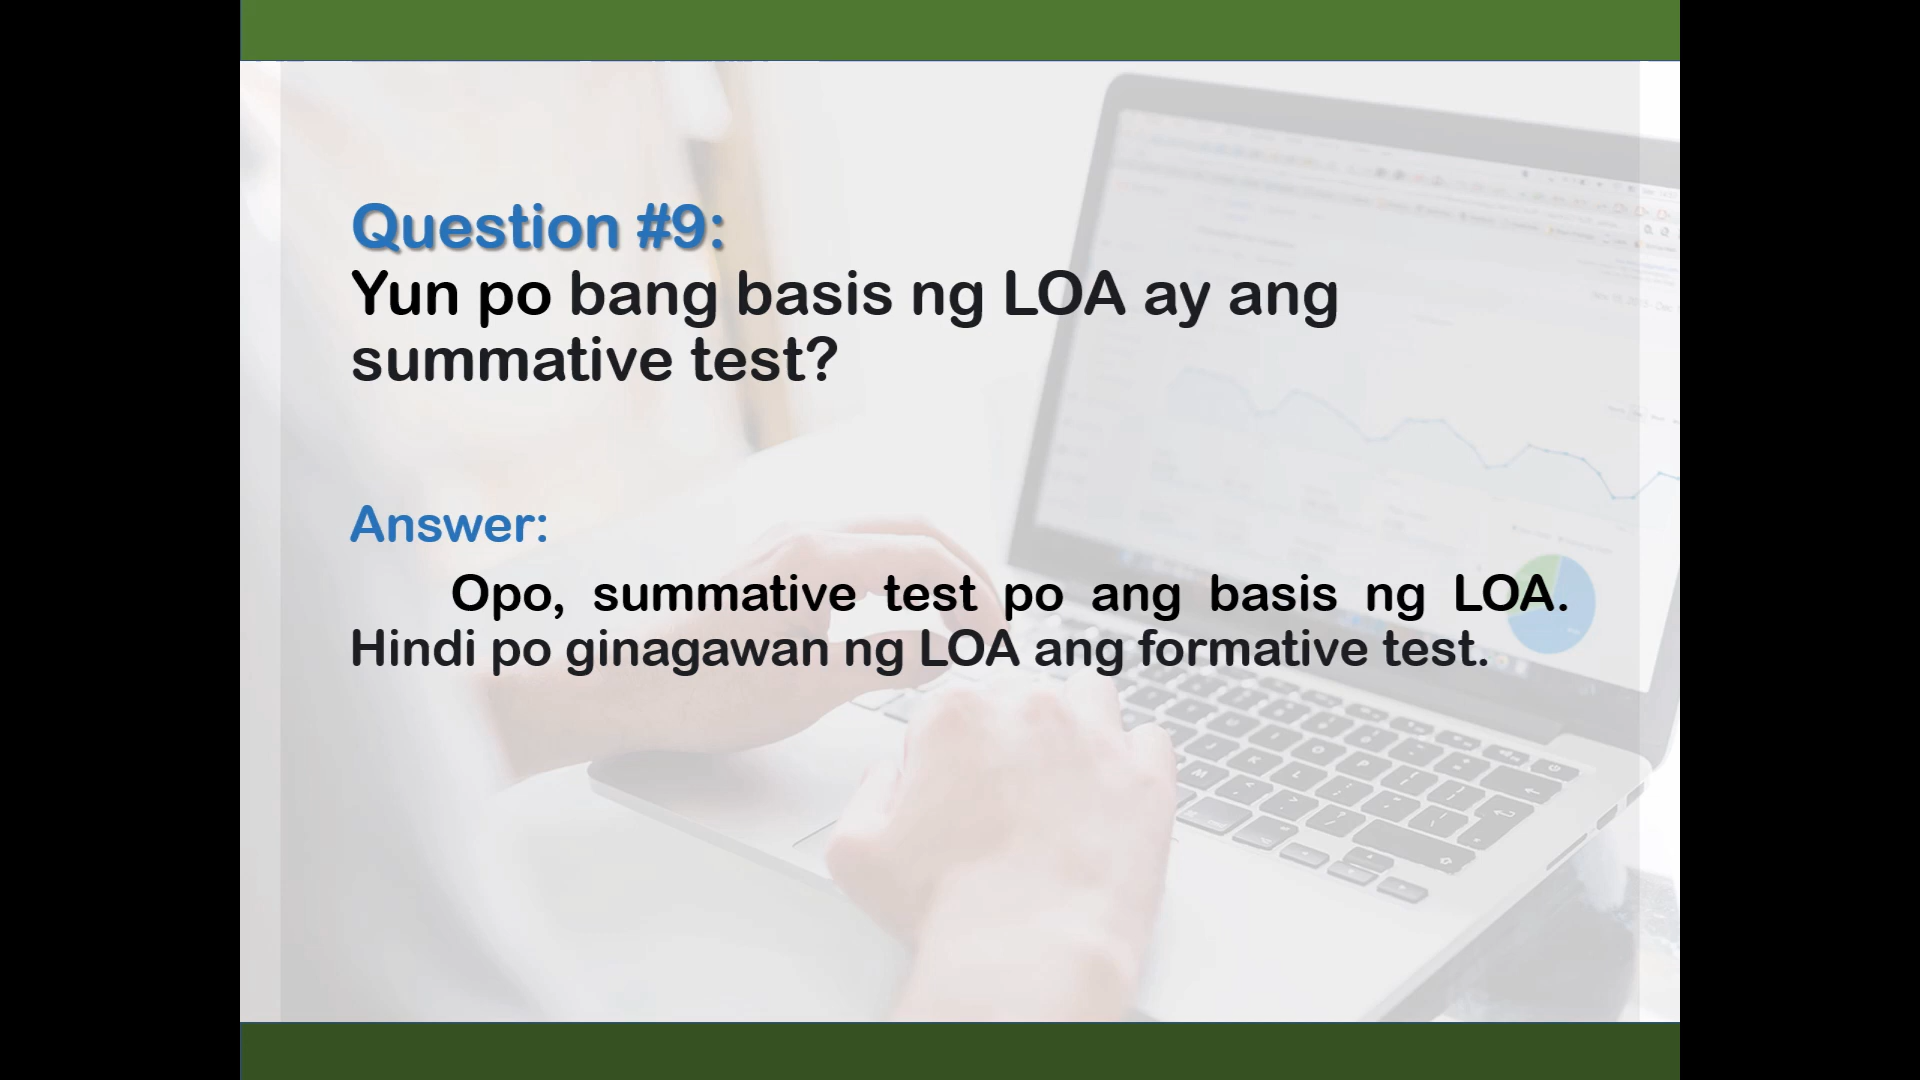 Question #9:
Yun po bang basis ng LOA ay ang
summative test?
Answer:
Opo, summative test po ang basis ng LOA.
Hindi po ginagawan ng LOA ang formative test.